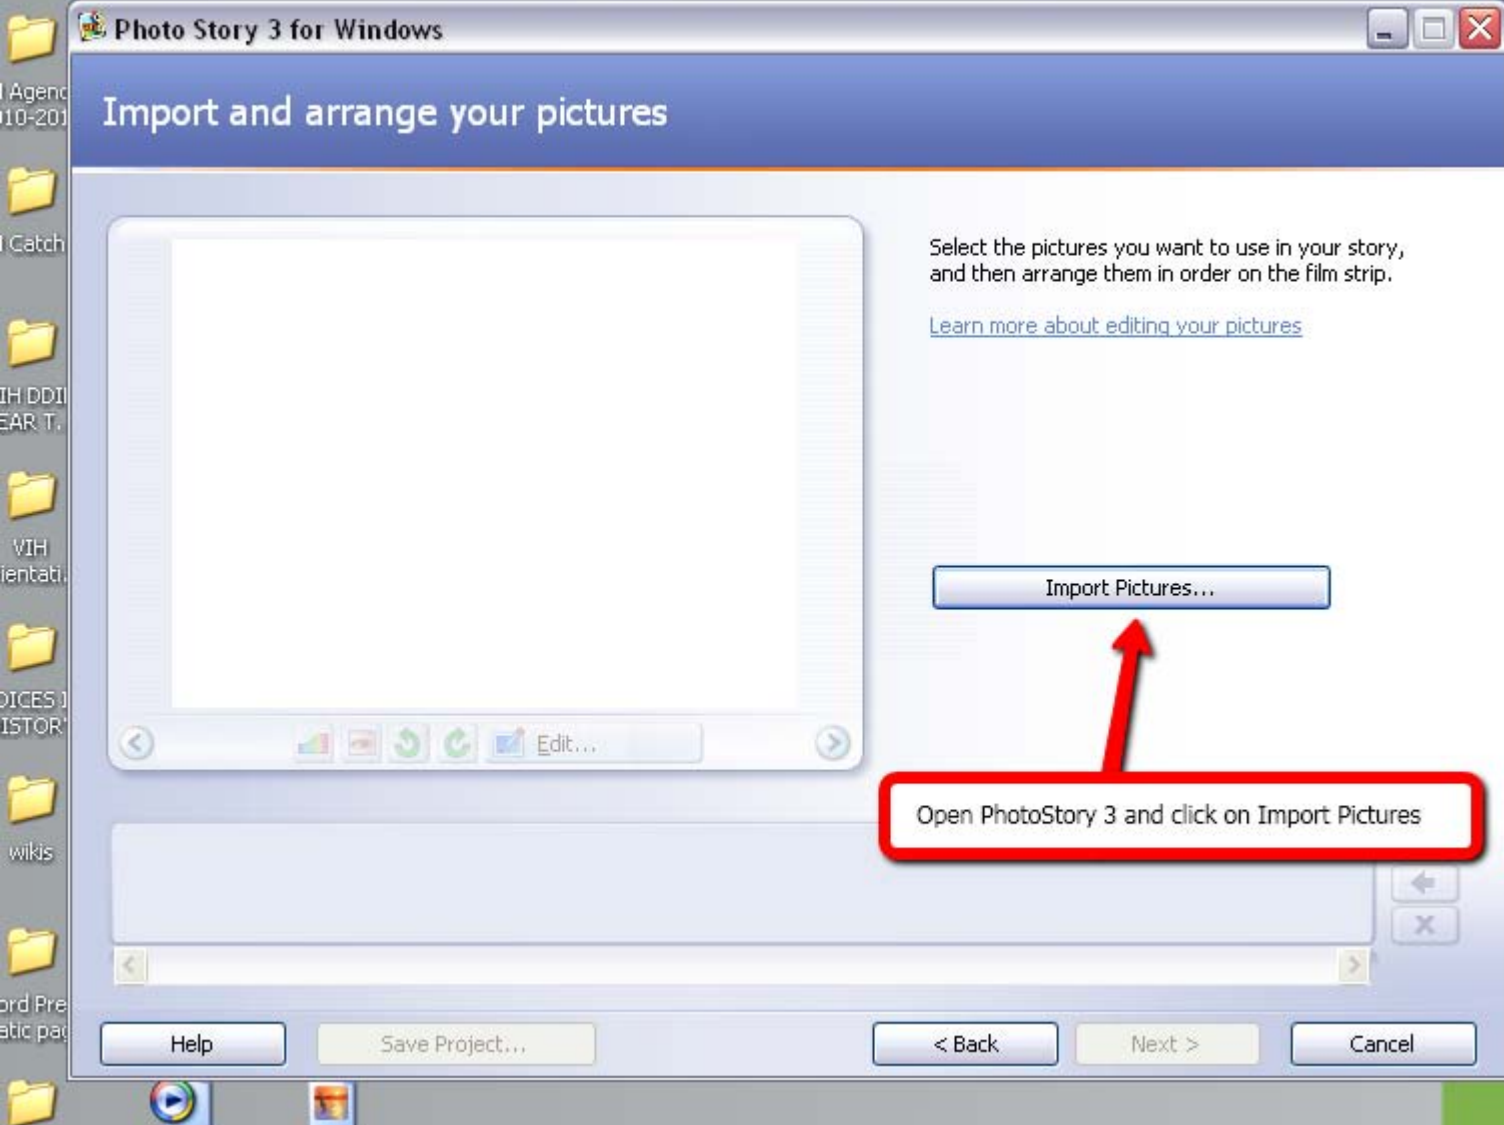 Photo Story 3 for Windows
Import and arrange your pictures
Select the pictures you want to use in your story,
and then arrange them in order on the film strip.
Learn more about editing your pictures
Import Pictures...
Edit...
Open PhotoStory 3 and click on Import Pictures
Help
Save Project...
< Back
Next >
Cancel
Catch
VIH
wikis